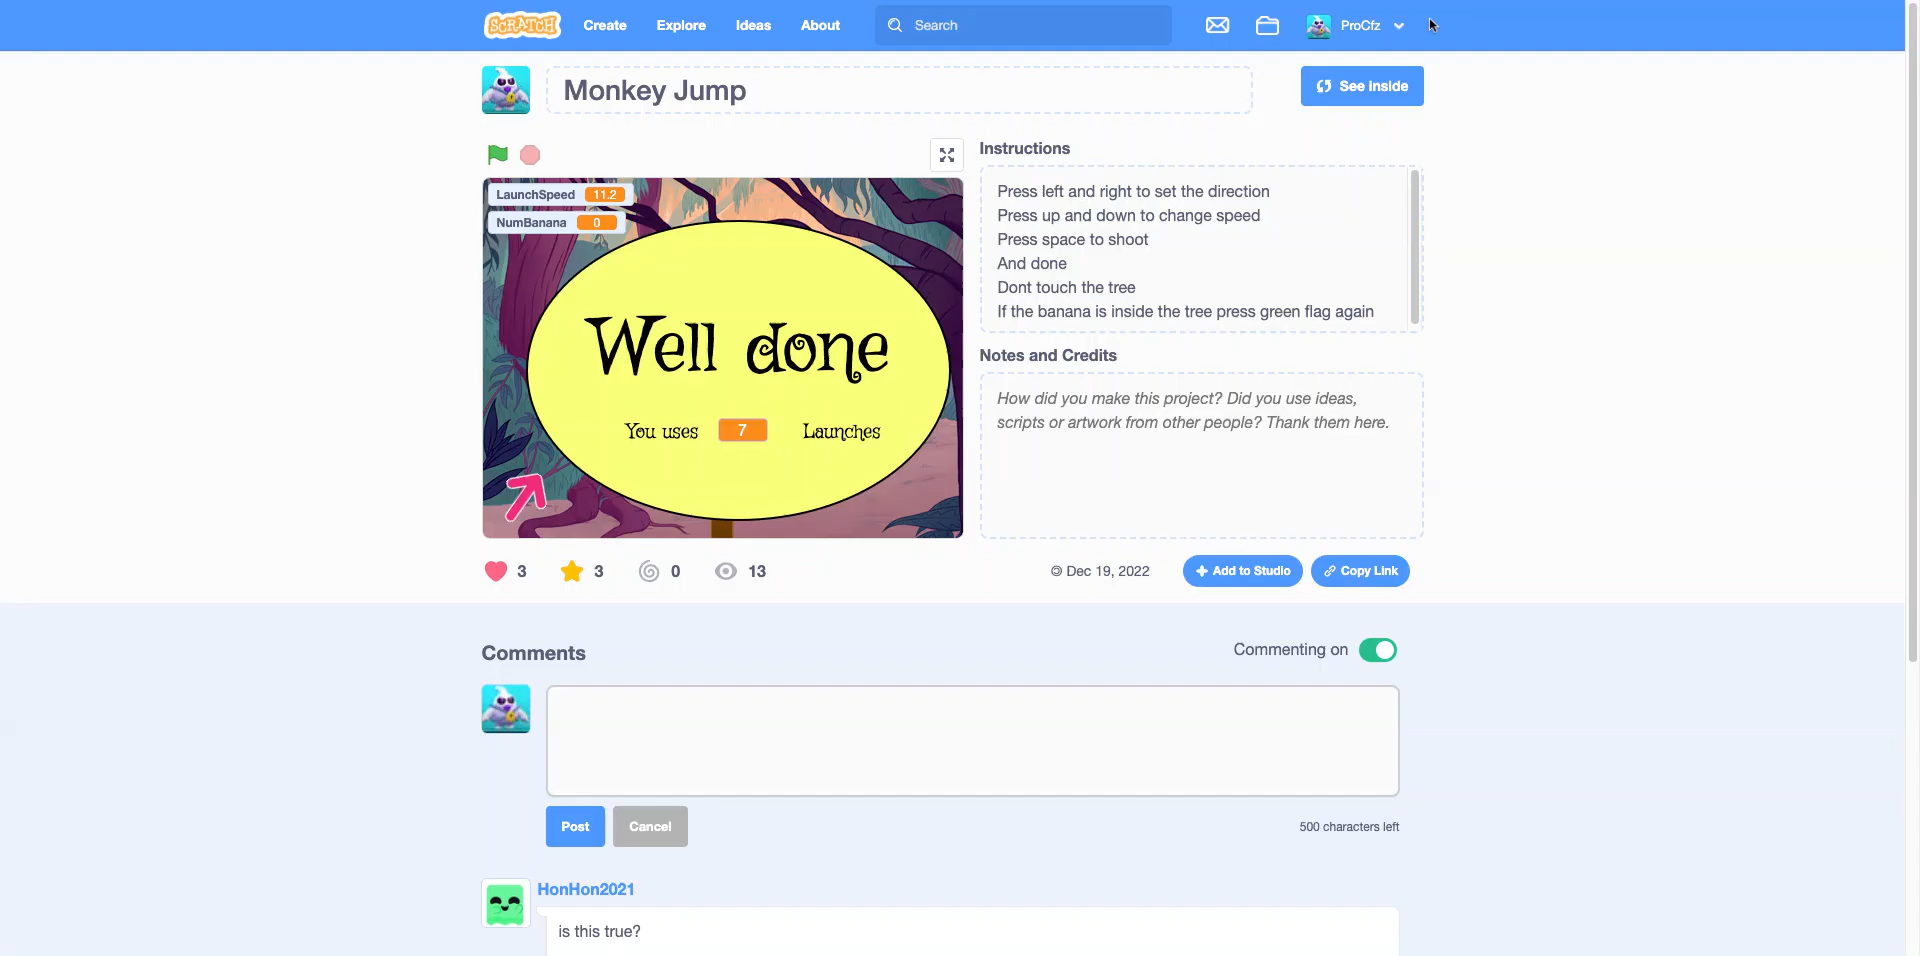 SCRATCH Create Explore Ideas About Search ProCfz
Monkey Jump
See inside
Instructions
LaunchSpeed 11.2
NumBanana 0
Well done
You uses 7 Launches
Press left and right to set the direction
Press up and down to change speed
Press space to shoot
And done
Dont touch the tree
If the banana is inside the tree press green flag again
Notes and Credits
How did you make this project? Did you use ideas,
scripts or artwork from other people? Thank them here.
3 3 0 13
© Dec 19, 2022
Add to Studio
Copy Link
Comments
Commenting on
Post
Cancel
500 characters left
HonHon2021
is this true?